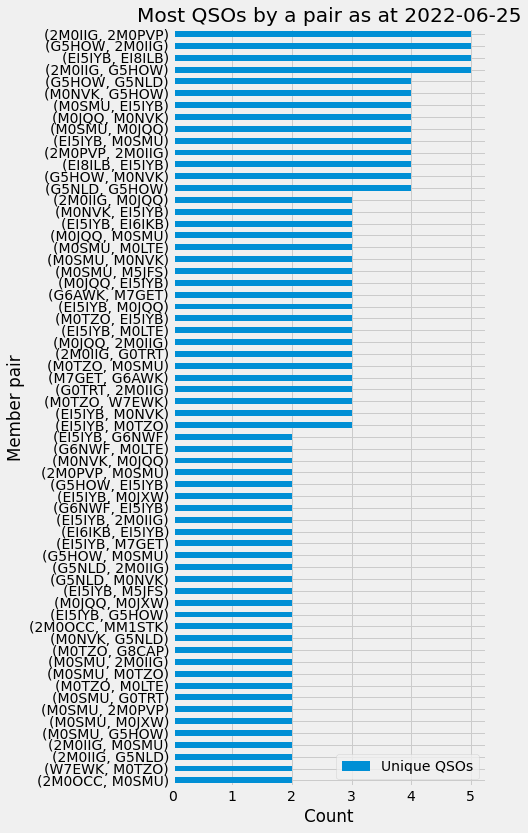 Most QSOs by a pair as at 2022-06-25
(2M0IIG, 2M0PVP)
(G5HOW, 2M0IIG)
(EI5IYB, EI8ILB)
(2M0IIG, G5HOW)
(G5HOW, G5NLD)
(M0NVK, G5HOW)
(M0SMU, EI5IYB)
(M0JQQ, M0NVK)
(M0SMU, M0JQQ)
(EI5IYB, M0SMU)
(2M0PVP, 2M0IIG)
(EI8ILB, EI5IYB)
(G5HOW, M0NVK)
(G5NLD, G5HOW)
(2M0IIG, M0JQQ)
(M0NVK, EI5IYB)
(EI5IYB, EI6IKB)
(M0JQQ, M0SMU)
(M0SMU, M0LTE)
(M0SMU, M0NVK)
(M0SMU, M5JFS)
(M0JQQ, EI5IYB)
(G6AWK, M7GET)
(EI5IYB, M0JQQ)
(M0TZO, EI5IYB)
(EI5IYB, M0LTE)
(M0JQQ, 2M0IIG)
(2M0IIG, G0TRT)
(M0TZO, M0SMU)
(M7GET, G6AWK)
(G0TRT, 2M0IIG)
(M0TZO, W7EWK)
(EI5IYB, M0NVK)
(EI5IYB, M0TZO)
(EI5IYB, G6NWF)
(G6NWF, M0LTE)
(M0NVK, M0JQQ)
(2M0PVP, M0SMU)
(G5HOW, EI5IYB)
(EI5IYB, M0JXW)
(G6NWF, EI5IYB)
(EI5IYB, 2M0IIG)
(EI6IKB, EI5IYB)
(EI5IYB, M7GET)
(G5HOW, M0SMU)
(G5NLD, 2M0IIG)
(G5NLD, M0NVK)
(EI5IYB, M5JFS)
(M0JQQ, M0JXW)
(EI5IYB, G5HOW)
(2M0OCC, MM1STK)
(M0NVK, G5NLD)
(M0TZO, G8CAP)
(M0SMU, 2M0IIG)
(M0SMU, M0TZO)
(M0TZO, M0LTE)
(M0SMU, G0TRT)
(M0SMU, 2M0PVP)
(M0SMU, M0JXW)
(M0SMU, G5HOW)
(2M0IIG, M0SMU)
(2M0IIG, G5NLD)
(W7EWK, M0TZO)
(2M0OCC, M0SMU)
Member pair
Unique QSOs
0 1 2 3 4 5
Count